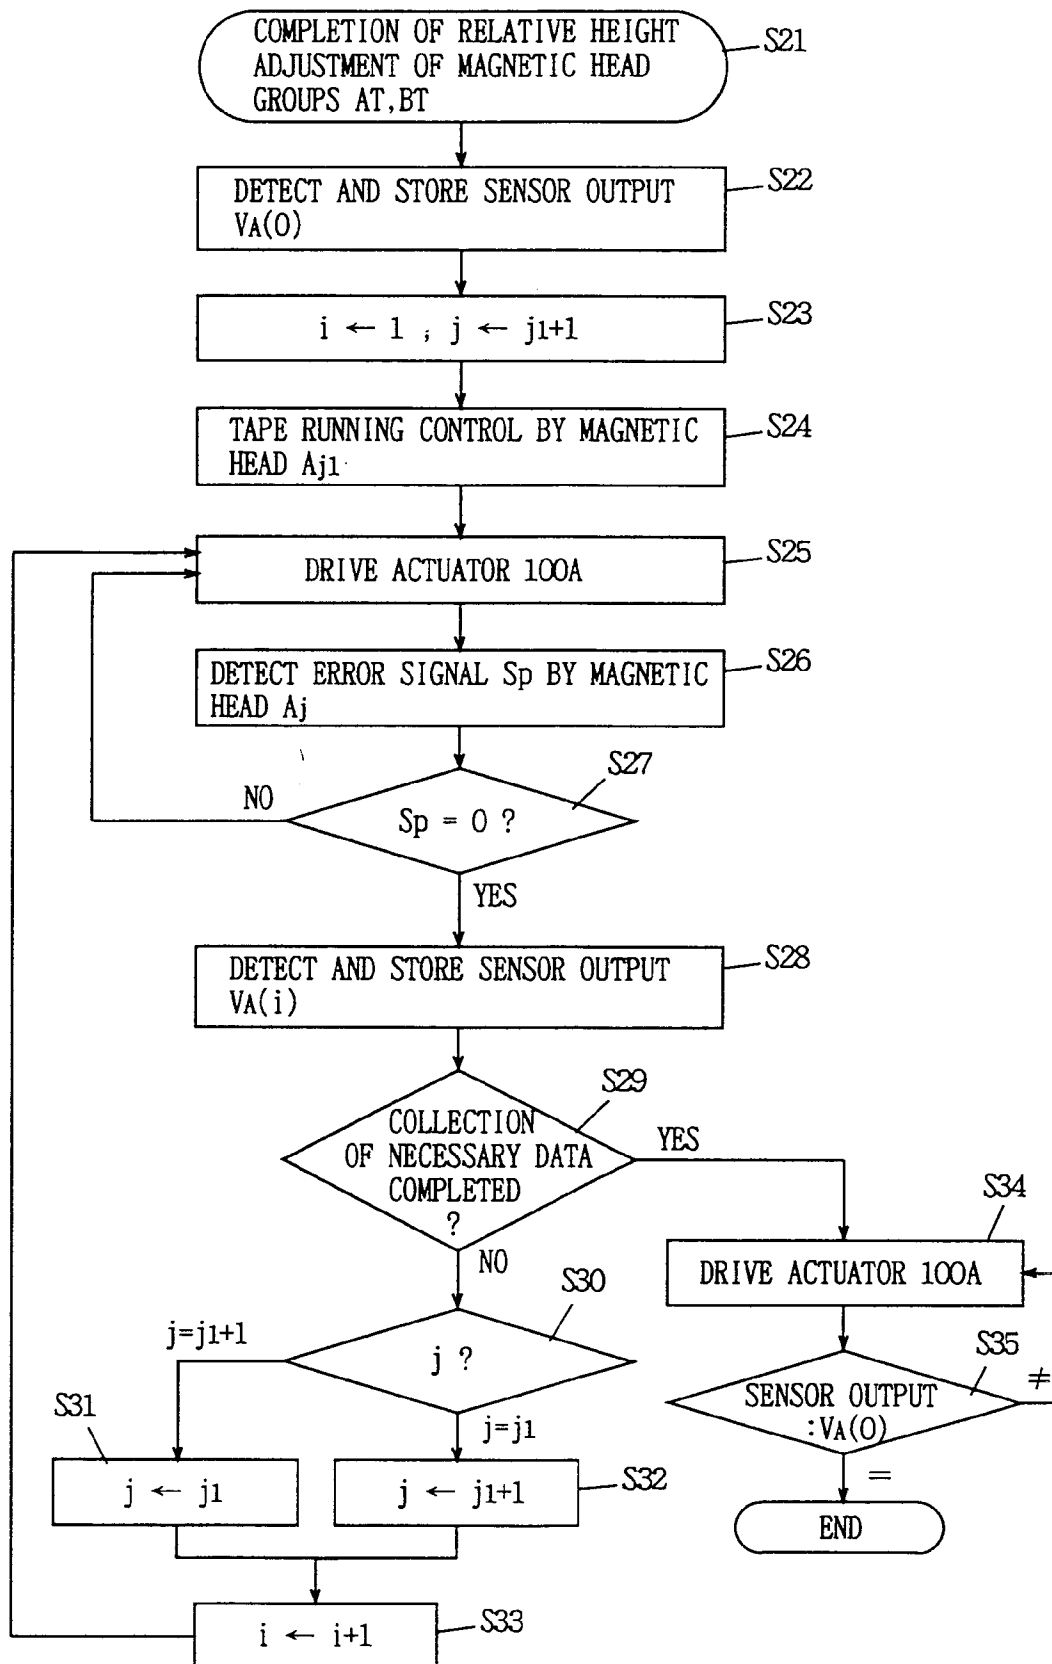 COMPLETION OF RELATIVE HEIGHT
ADJUSTMENT OF MAGNETIC HEAD
GROUPS AT,BT
S21
DETECT AND STORE SENSOR OUTPUT
VA(0)
S22
i ← 1 , j ← j1+1
S23
TAPE RUNNING CONTROL BY MAGNETIC
HEAD Aj1
S24
DRIVE ACTUATOR 100A
S25
DETECT ERROR SIGNAL Sp BY MAGNETIC
HEAD Aj
S26
S27
NO
Sp = 0 ?
YES
DETECT AND STORE SENSOR OUTPUT
VA(i)
S28
S29
COLLECTION
OF NECESSARY DATA
COMPLETED
?
YES
NO
S34
DRIVE ACTUATOR 100A
S30
j=j1+1
j ?
j=j1
S35
SENSOR OUTPUT
:VA(0)
≠
=
END
S31
j ← j1
j ← j1+1
S32
i ← i+1
S33